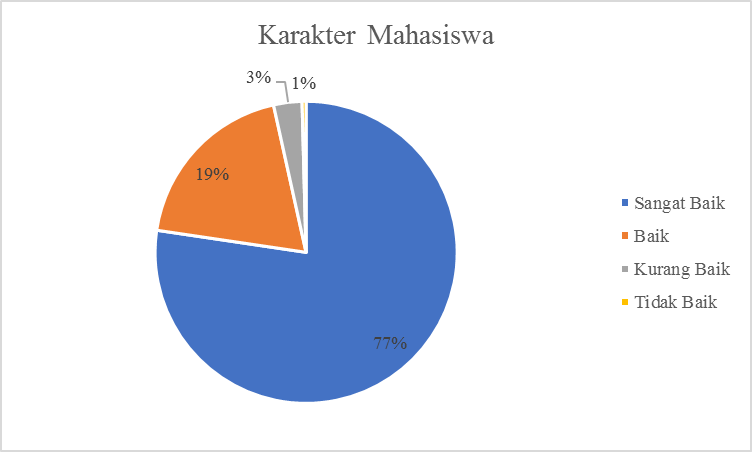 Karakter Mahasiswa
3%
1%
19%
77%
Sangat Baik
Baik
Kurang Baik
Tidak Baik